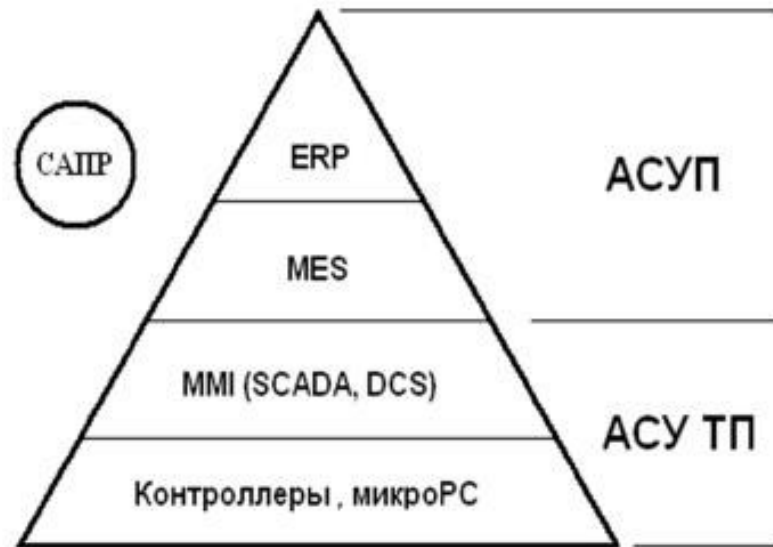 ERP
САПР
АСУП
MES
MMI (SCADA, DCS)
АСУ ТП
Контроллеры , микроPC